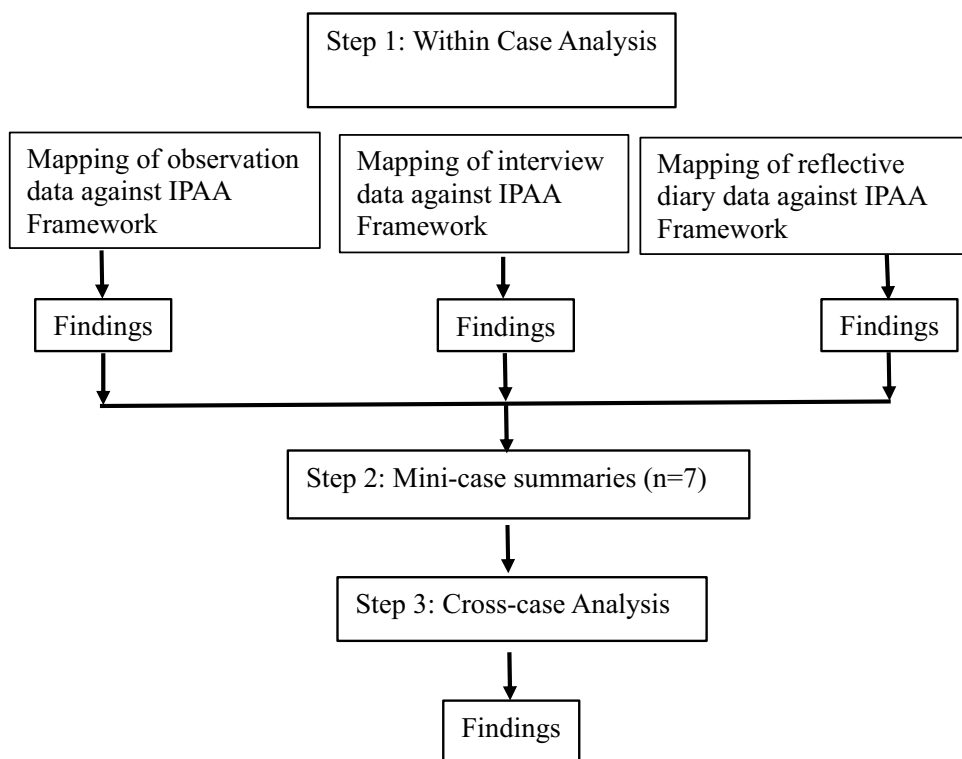 Step 1: Within Case Analysis
Mapping of observation
data against IPAA
Framework
Mapping of interview
data against IPAA
Framework
Mapping of reflective
diary data against IPAA
Framework
Findings
Findings
Findings
Step 2: Mini-case summaries (n=7)
Step 3: Cross-case Analysis
Findings